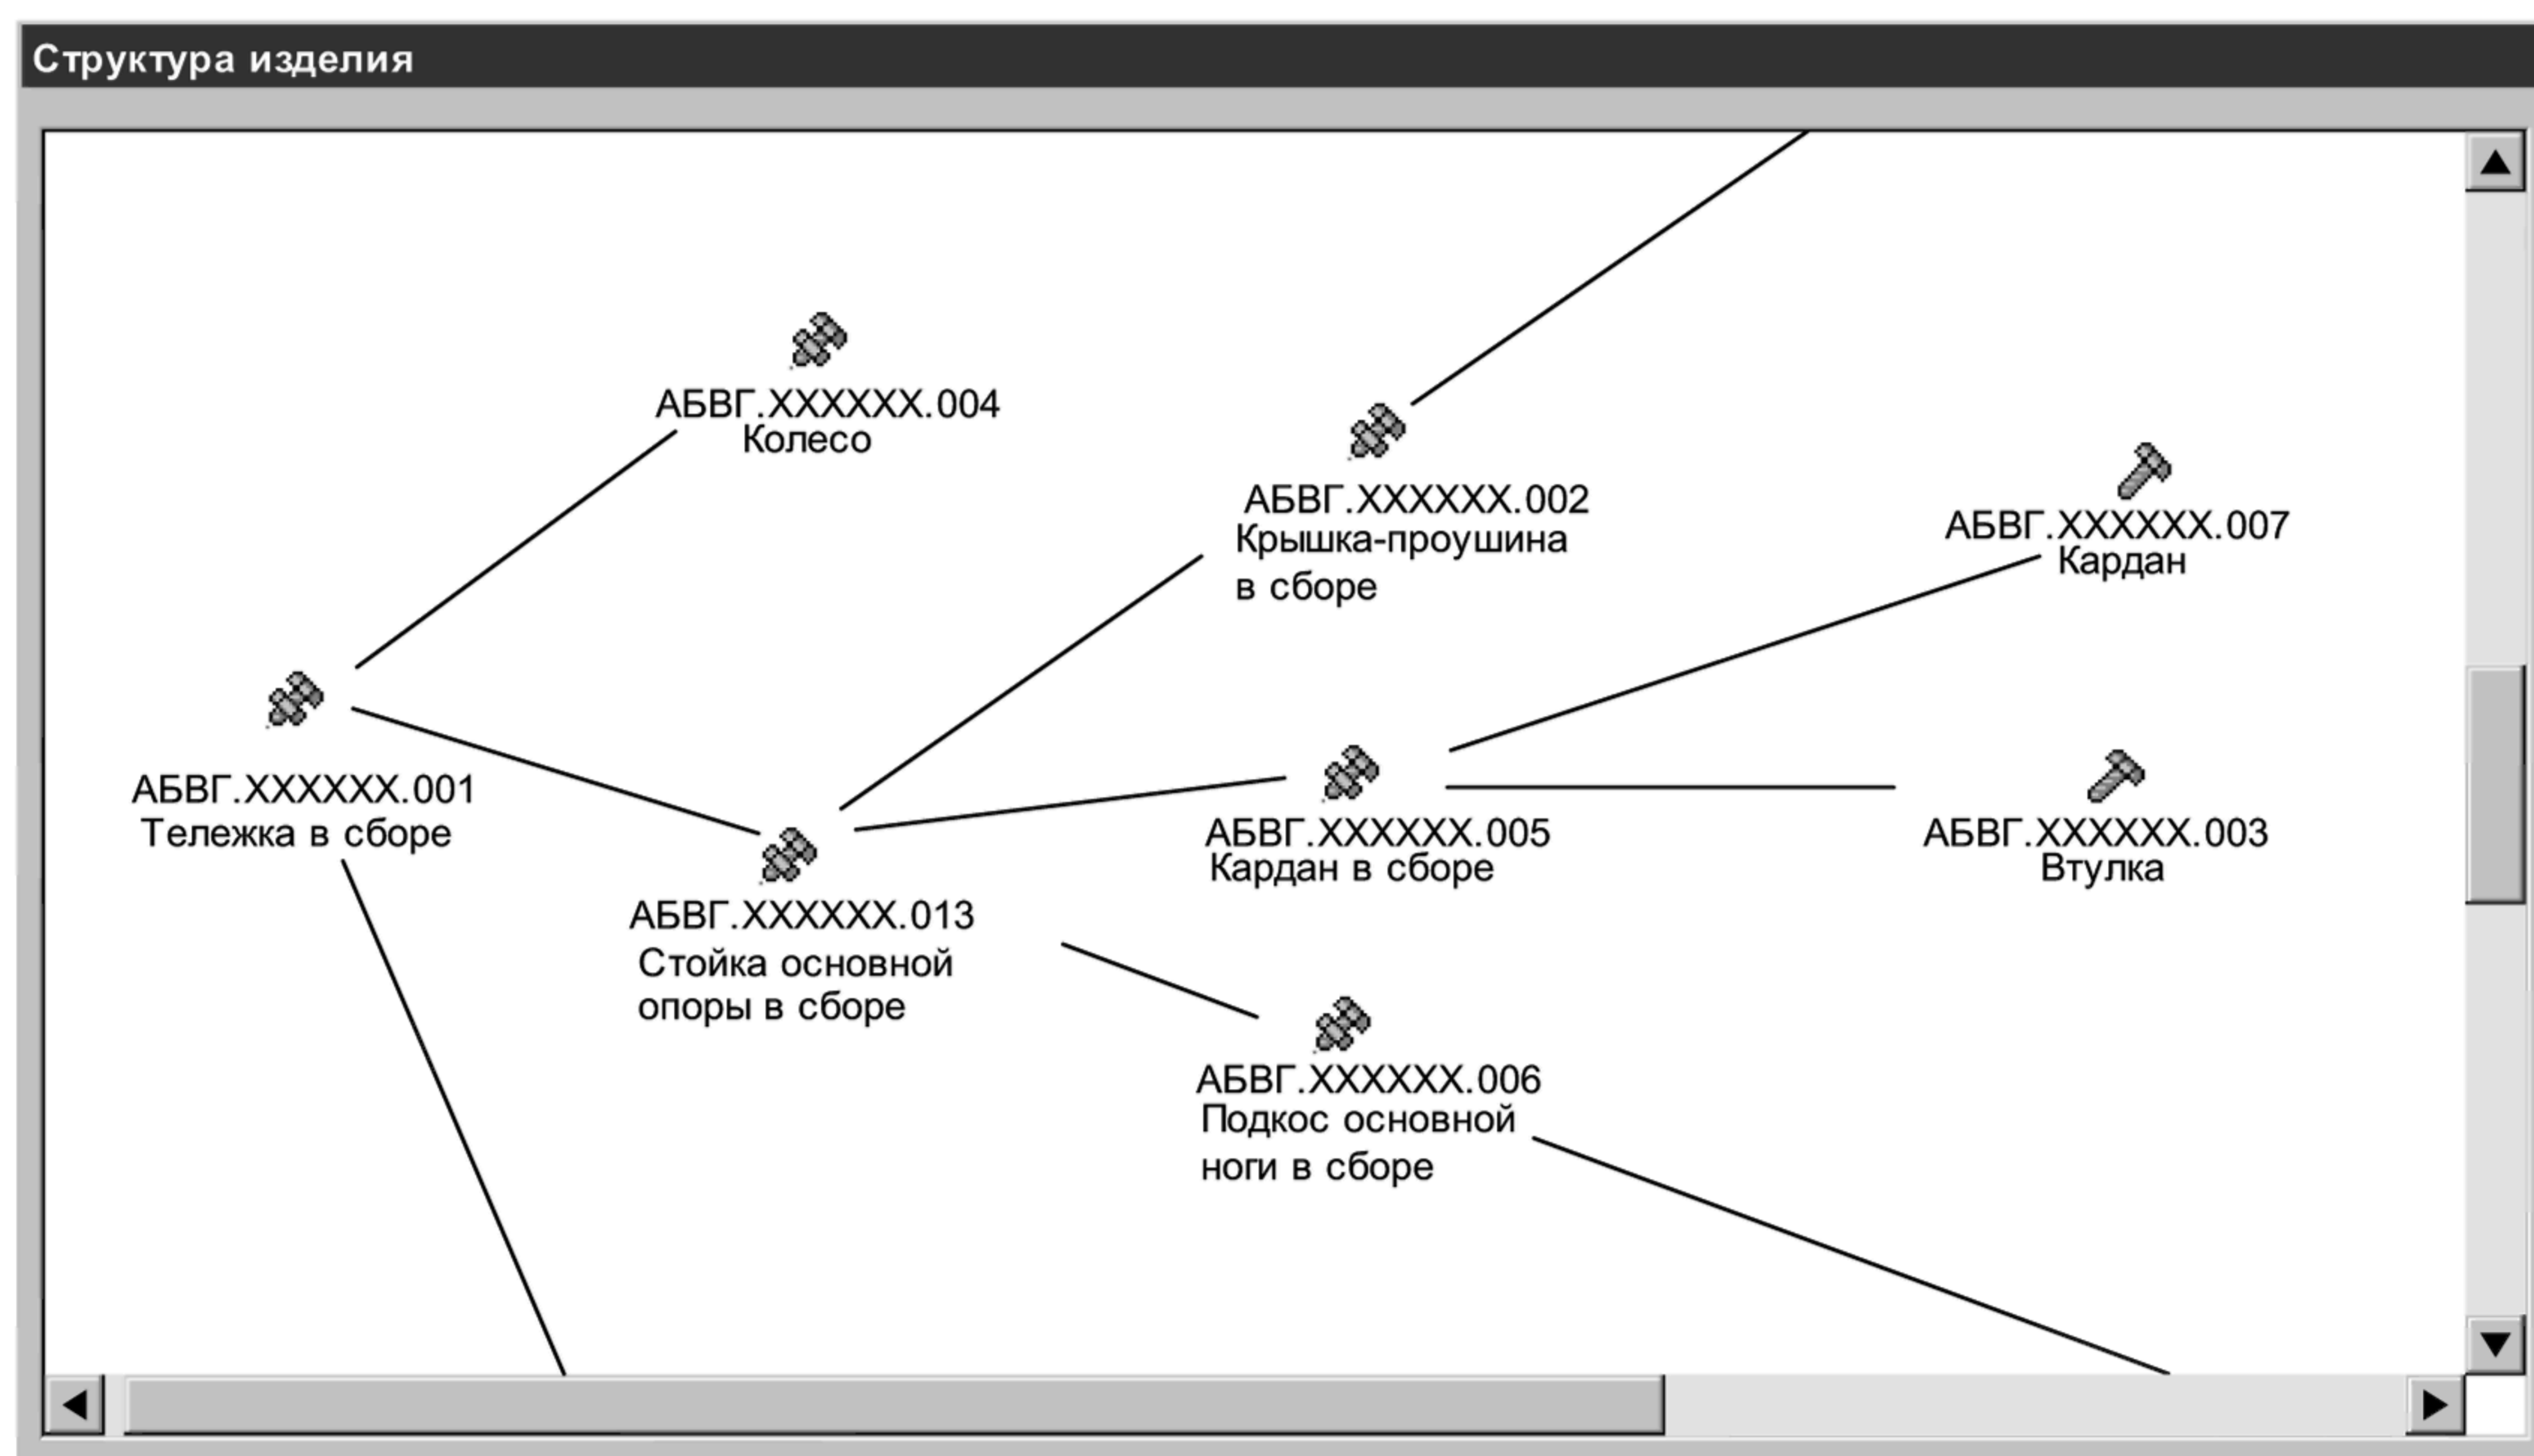 Структура изделия
АБВГ.XXXXXX.004
Колесо
АБВГ.XXXXXX.002
Крышка-проушина
в сборе
АБВГ.XXXXXX.007
Кардан
АБВГ.XXXXXX.001
Тележка в сборе
АБВГ.XXXXXX.013
Стойка основной
опоры в сборе
АБВГ.XXXXXX.005
Кардан в сборе
АБВГ.XXXXXX.003
Втулка
АБВГ.XXXXXX.006
Подкос основной
ноги в сборе